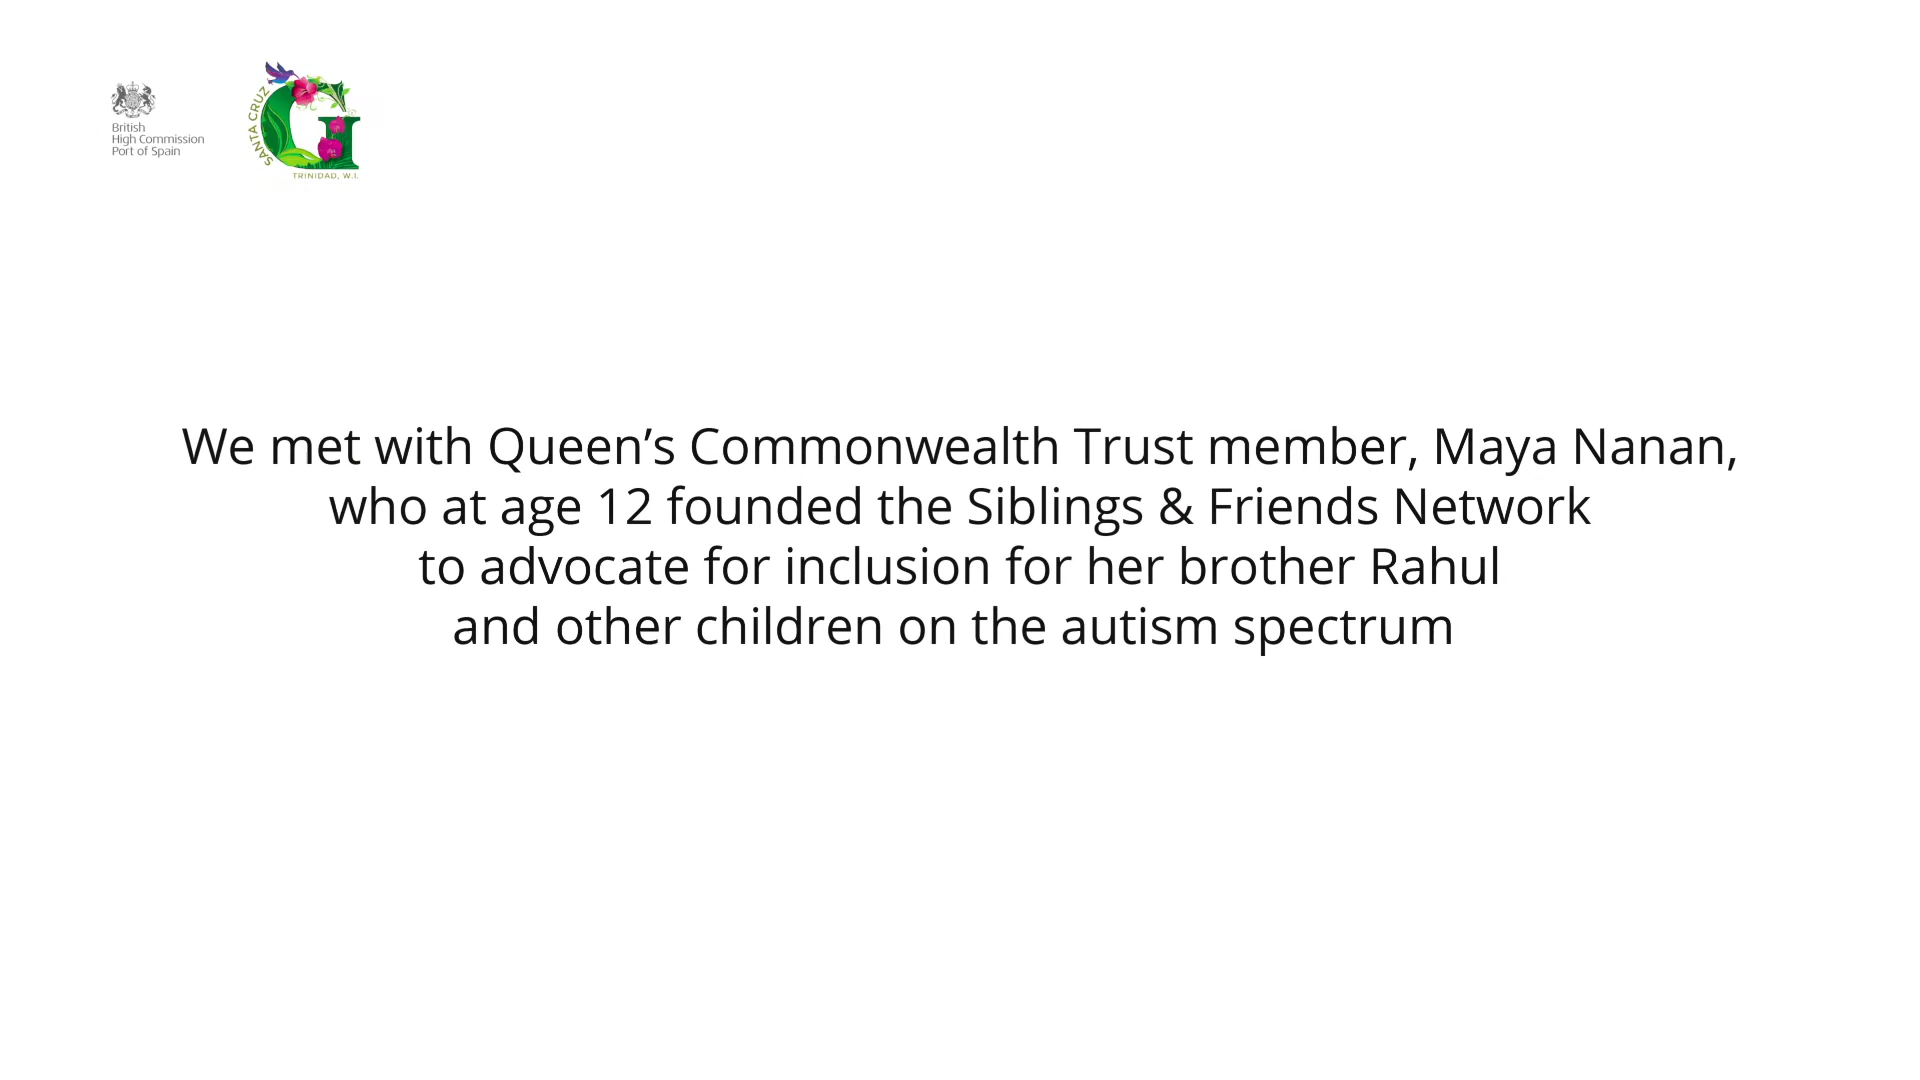 British
High Commission
Port of Spain
SANTA CRUZ
G
TRINIDAD, W.I.
We met with Queen’s Commonwealth Trust member, Maya Nanan,
who at age 12 founded the Siblings & Friends Network
to advocate for inclusion for her brother Rahul
and other children on the autism spectrum